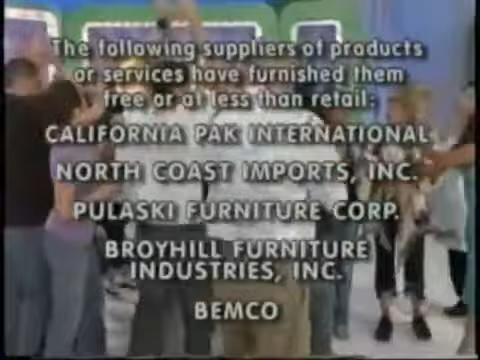 The following suppliers of products
or services have furnished them
free or at less than retail:
CALIFORNIA PAK INTERNATIONAL
NORTH COAST IMPORTS, INC.
PULASKI FURNITURE CORP.
BROYHILL FURNITURE
INDUSTRIES, INC.
BEMCO